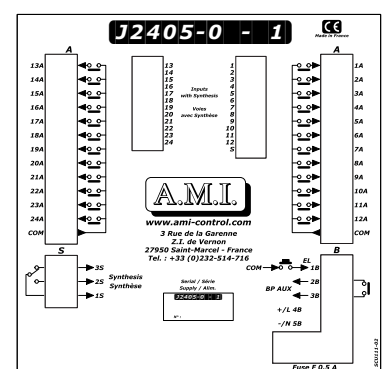 J2405-0 - 1
CE
Made in France
A
A
13A
14A
15A
16A
17A
18A
19A
20A
21A
22A
23A
24A
COM
13
14
15
16
17
18
19
20
21
22
23
24
Inputs
with Synthesis
Voies
avec Synthèse
1
2
3
4
5
6
7
8
9
10
11
12
S
1A
2A
3A
4A
5A
6A
7A
8A
9A
10A
11A
12A
COM
A.M.I.
www.ami-control.com
3 Rue de la Garenne
Z.I. de Vernon
27950 Saint-Marcel - France
Tel. : +33 (0)232-514-716
S
3S
2S
1S
Synthesis
Synthèse
Serial / Série
Supply / Alim.
J2405-0 - 1
N° :
B
COM
EL
1B
2B
BP AUX
3B
+/L 4B
-/N 5B
Fuse F 0,5 A
SCU111-02